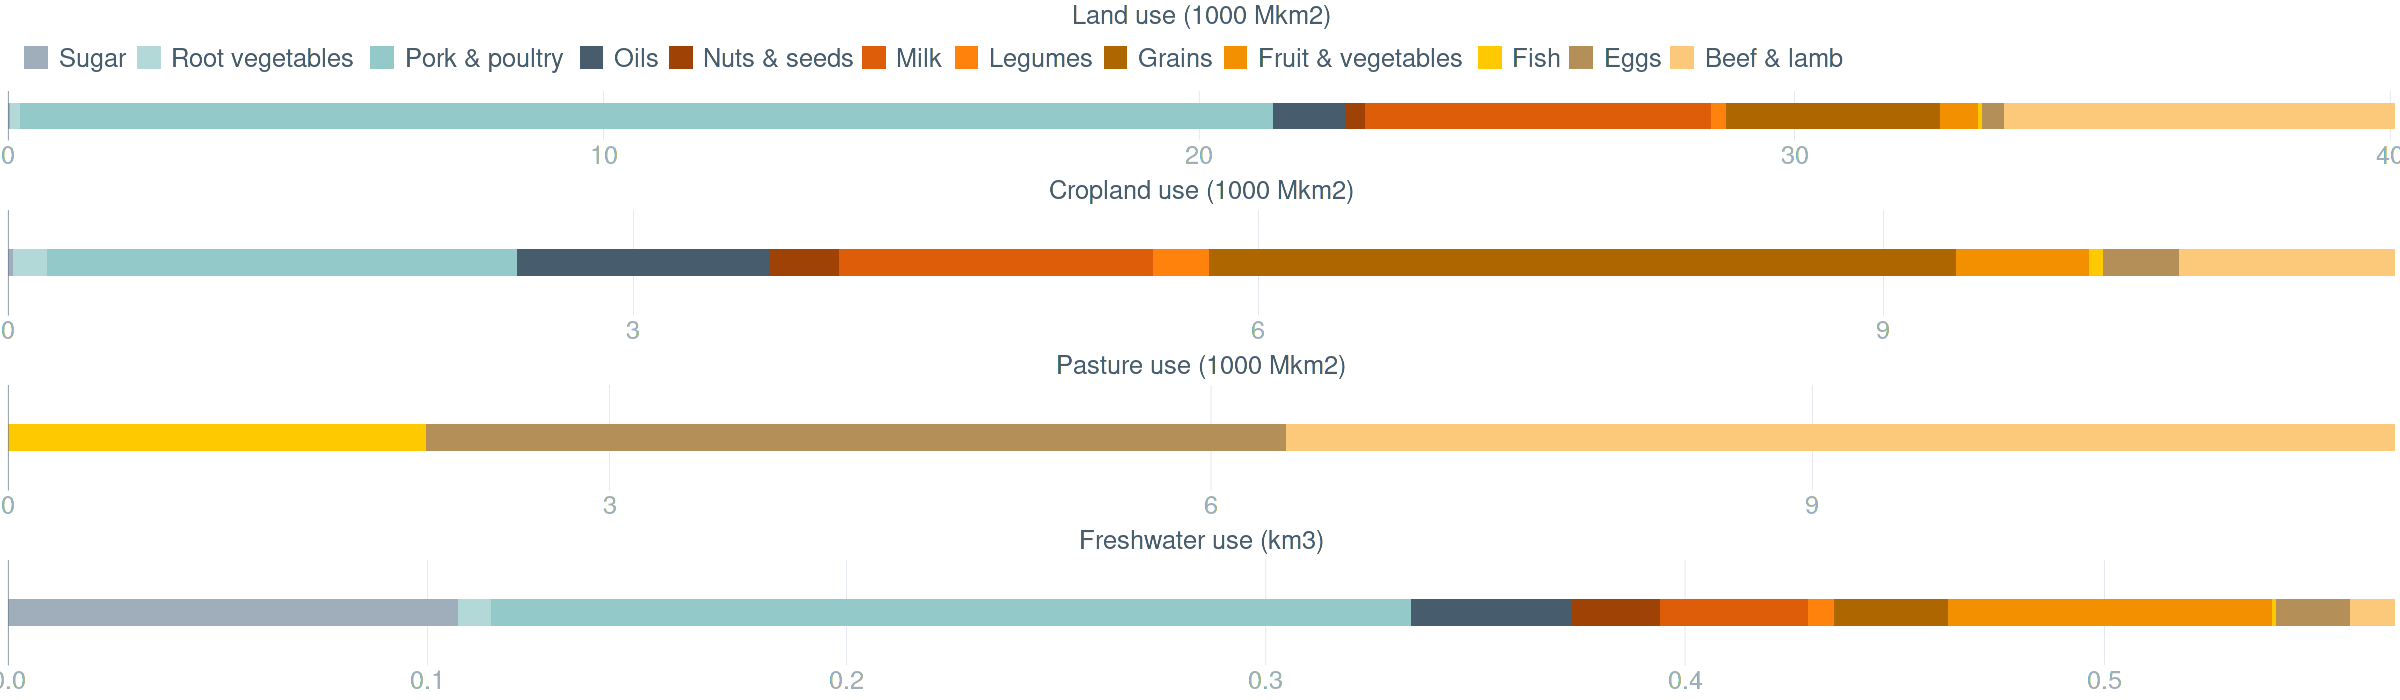 Land use (1000 Mkm2)
Sugar Root vegetables Pork & poultry Oils Nuts & seeds Milk Legumes Grains Fruit & vegetables Fish Eggs Beef & lamb
0 10 20 30 40
Cropland use (1000 Mkm2)
0 3 6 9
Pasture use (1000 Mkm2)
0 3 6 9
Freshwater use (km3)
0.0 0.1 0.2 0.3 0.4 0.5